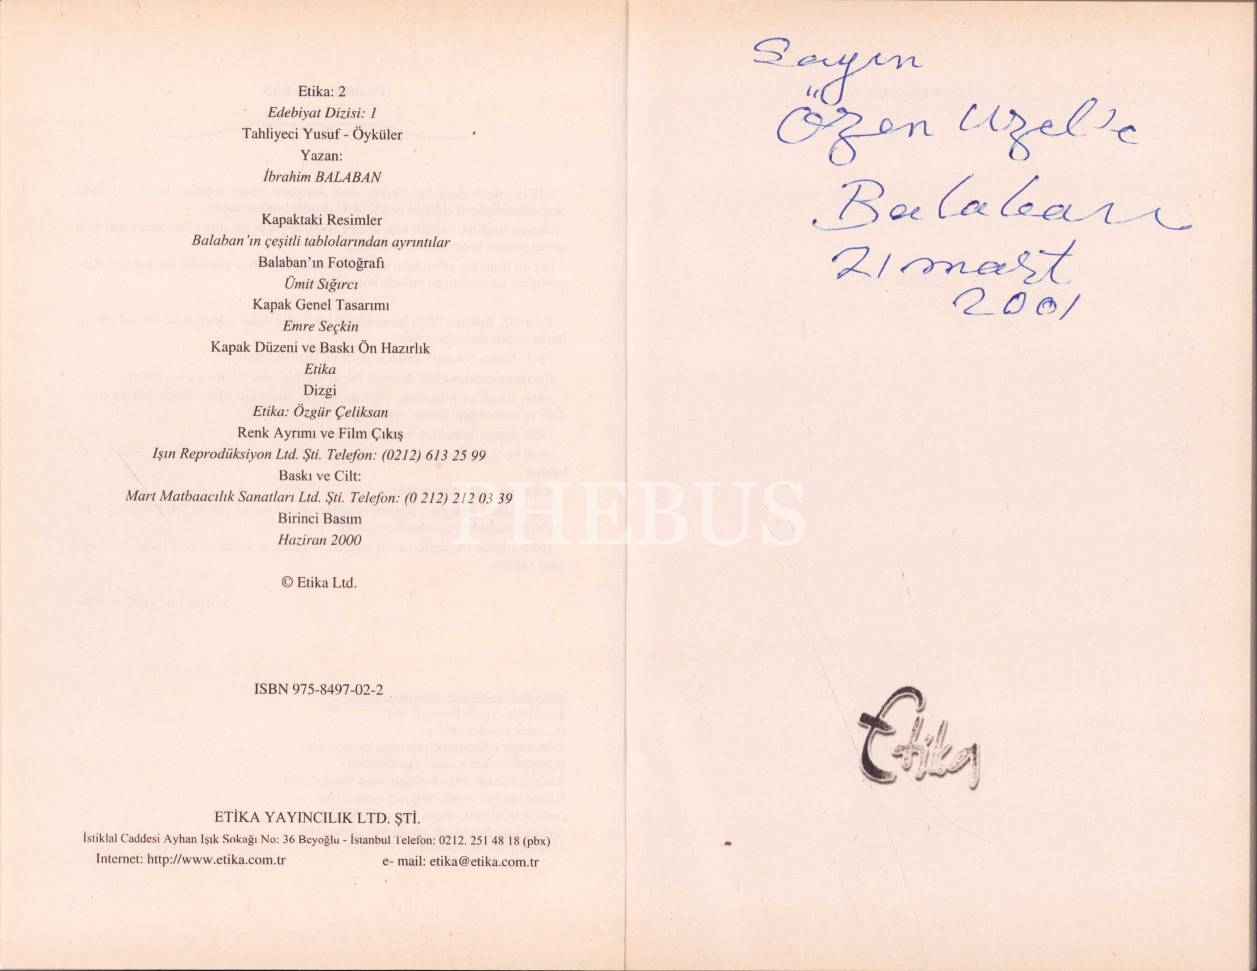 Etika: 2
Edebiyat Dizisi: 1
Tahliyeci Yusuf - Öyküler
Yazan:
İbrahim BALABAN
Kapaktaki Resimler
Balaban'ın çeşitli tablolarından ayrıntılar
Balaban'ın Fotoğrafı
Ümit Sığırcı
Kapak Genel Tasarımı
Emre Seçkin
Kapak Düzeni ve Baskı Ön Hazırlık
Etika
Dizgi
Etika: Özgür Çeliksan
Renk Ayrımı ve Film Çıkış
Işın Reprodüksiyon Ltd. Şti. Telefon: (0212) 613 25 99
Baskı ve Cilt:
Mart Matbaacılık Sanatları Ltd. Şti. Telefon: (0 212) 212 03 39
Birinci Basım
Haziran 2000
© Etika Ltd.
ISBN 975-8497-02-2
ETİKA YAYINCILIK LTD. ŞTİ.
İstiklal Caddesi Ayhan Işık Sokağı No: 36 Beyoğlu - İstanbul Telefon: 0212. 251 48 18 (pbx)
Internet: http://www.etika.com.tr e- mail: etika@etika.com.tr
PHEBUS
Sayın
Özen Uzel'e
Balaban
21 mart
2001
Etika